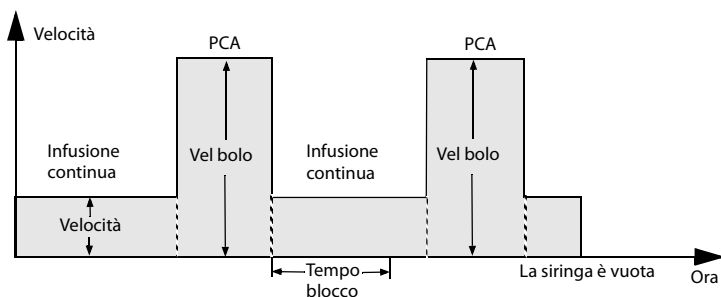 Velocità
PCA
PCA
Infusione
continua
Vel bolo
Infusione
continua
Vel bolo
Velocità
Tempo
blocco
La siringa è vuota
Ora